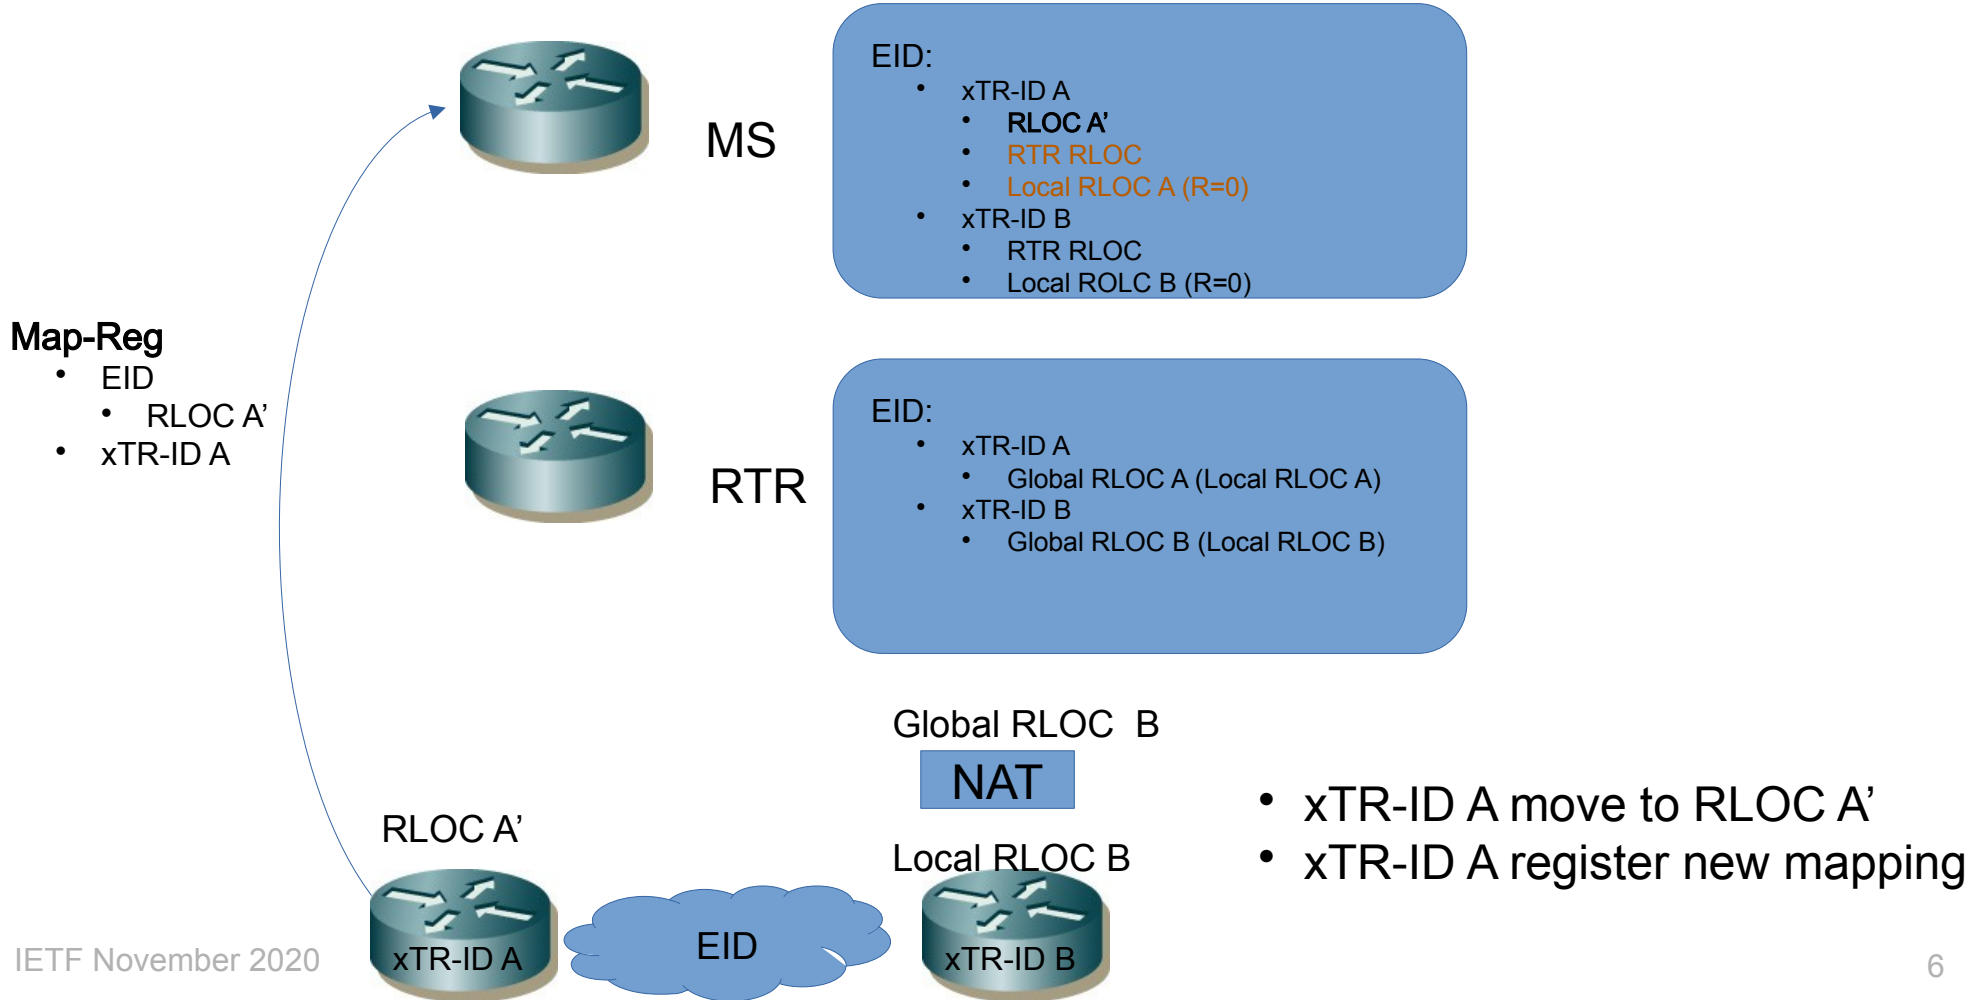 EID:
• xTR-ID A
• RLOC A’
• RTR RLOC
• Local RLOC A (R=0)
• xTR-ID B
• RTR RLOC
• Local ROLC B (R=0)
MS
Map-Reg
• EID
• RLOC A’
• xTR-ID A
EID:
• xTR-ID A
• Global RLOC A (Local RLOC A)
• xTR-ID B
• Global RLOC B (Local RLOC B)
RTR
Global RLOC B
NAT
RLOC A’
Local RLOC B
• xTR-ID A move to RLOC A’
• xTR-ID A register new mapping
xTR-ID A
EID
xTR-ID B
IETF November 2020
6